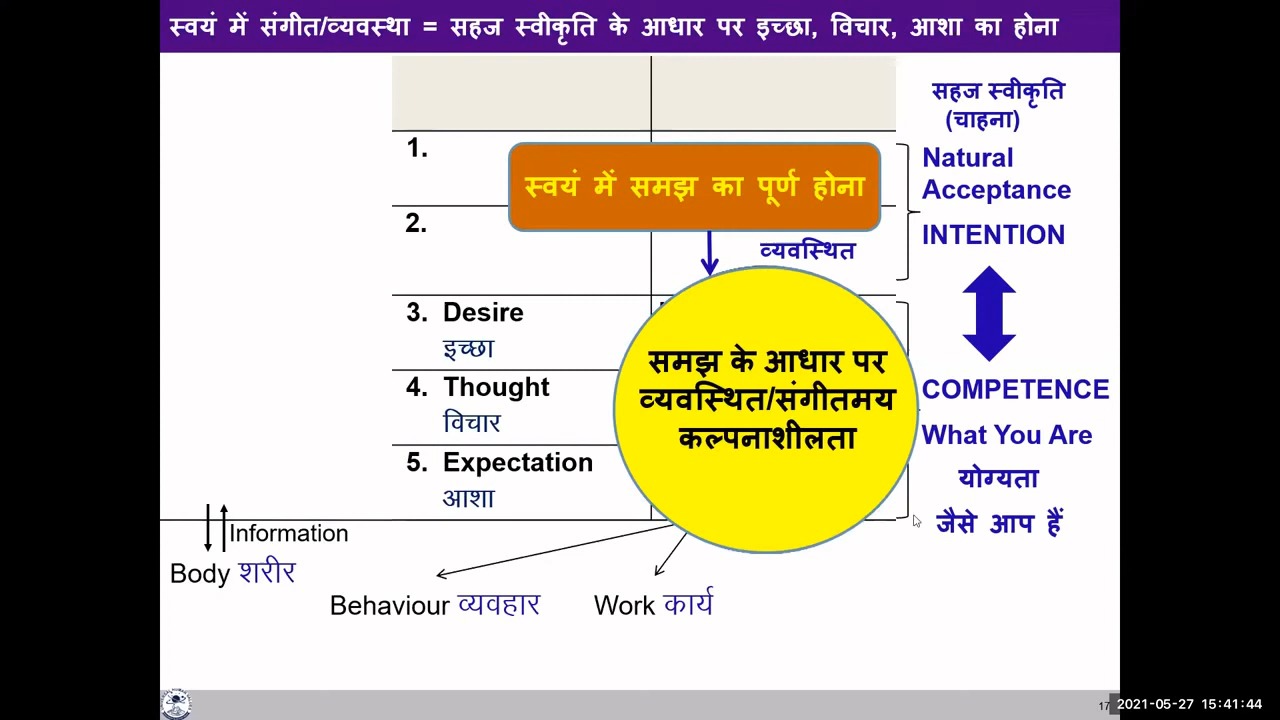 स्वयं में संगीत/व्यवस्था = सहज स्वीकृति के आधार पर इच्छा, विचार, आशा का होना
सहज स्वीकृति
(चाहना)
1.
स्वयं में समझ का पूर्ण होना
Natural
Acceptance
2.
INTENTION
व्यवस्थित
3. Desire
इच्छा
समझ के आधार पर
व्यवस्थित/संगीतमय
कल्पनाशीलता
4. Thought
विचार
COMPETENCE
What You Are
5. Expectation
आशा
योग्यता
जैसे आप हैं
Information
Body शरीर
Behaviour व्यवहार
Work कार्य
17
2021-05-27 15:41:44